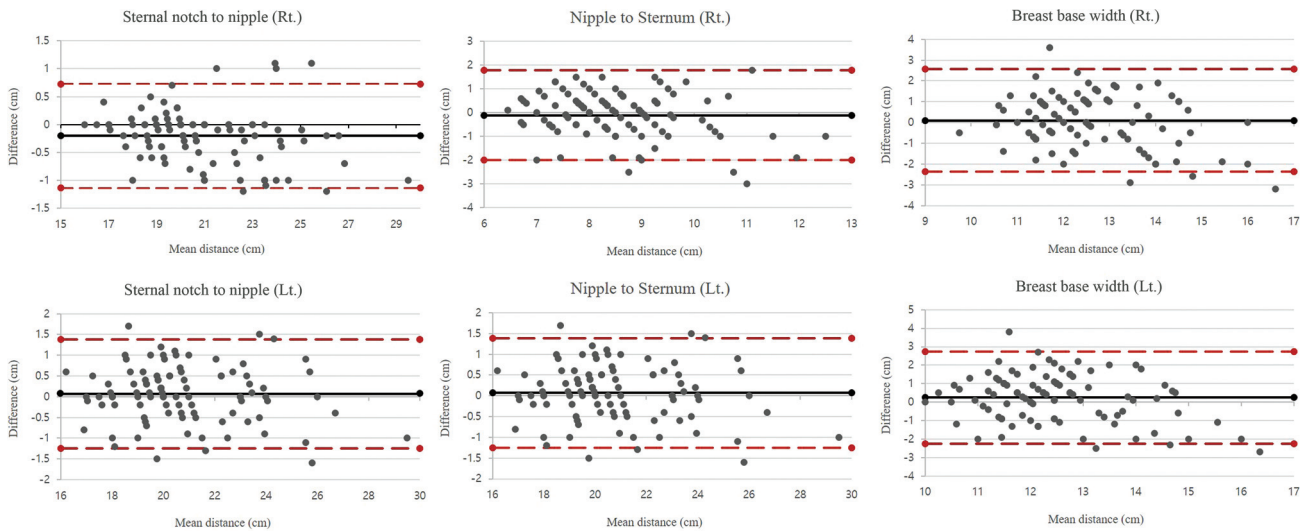 Sternal notch to nipple (Rt.)
Difference (cm)
1.5
1
0.5
0
-0.5
-1
-1.5
15 17 19 21 23 25 27 29
Mean distance (cm)
Nipple to Sternum (Rt.)
Difference (cm)
3
2
1
0
-1
-2
-3
-4
6 7 8 9 10 11 12 13
Mean distance (cm)
Breast base width (Rt.)
Difference (cm)
4
3
2
1
0
-1
-2
-3
-4
9 10 11 12 13 14 15 16 17
Mean distance (cm)
Sternal notch to nipple (Lt.)
Difference (cm)
2
1.5
1
0.5
0
-0.5
-1
-1.5
-2
16 18 20 22 24 26 28 30
Mean distance (cm)
Nipple to Sternum (Lt.)
Difference (cm)
2
1.5
1
0.5
0
-0.5
-1
-1.5
-2
16 18 20 22 24 26 28 30
Mean distance (cm)
Breast base width (Lt.)
Difference (cm)
5
4
3
2
1
0
-1
-2
-3
-4
10 11 12 13 14 15 16 17
Mean distance (cm)